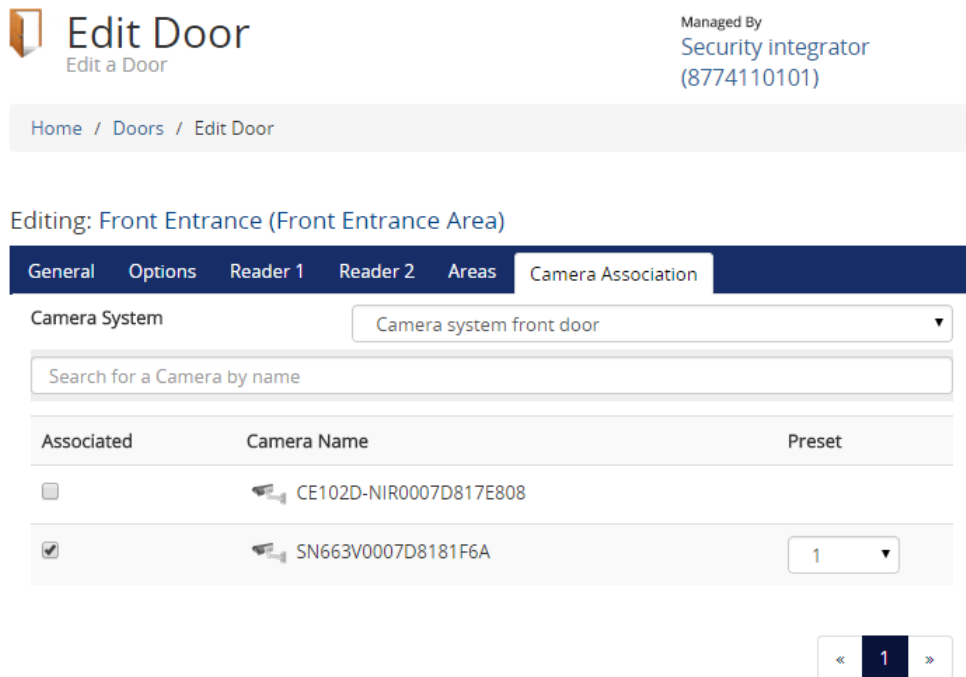 Edit Door
Edit a Door
Managed By
Security integrator
(8774110101)
Home / Doors / Edit Door
Editing: Front Entrance (Front Entrance Area)
General Options Reader 1 Reader 2 Areas Camera Association
Camera System Camera system front door
Search for a Camera by name
Associated Camera Name Preset
CE102D-NIR0007D817E808
SN663V0007D8181F6A 1
« 1 »